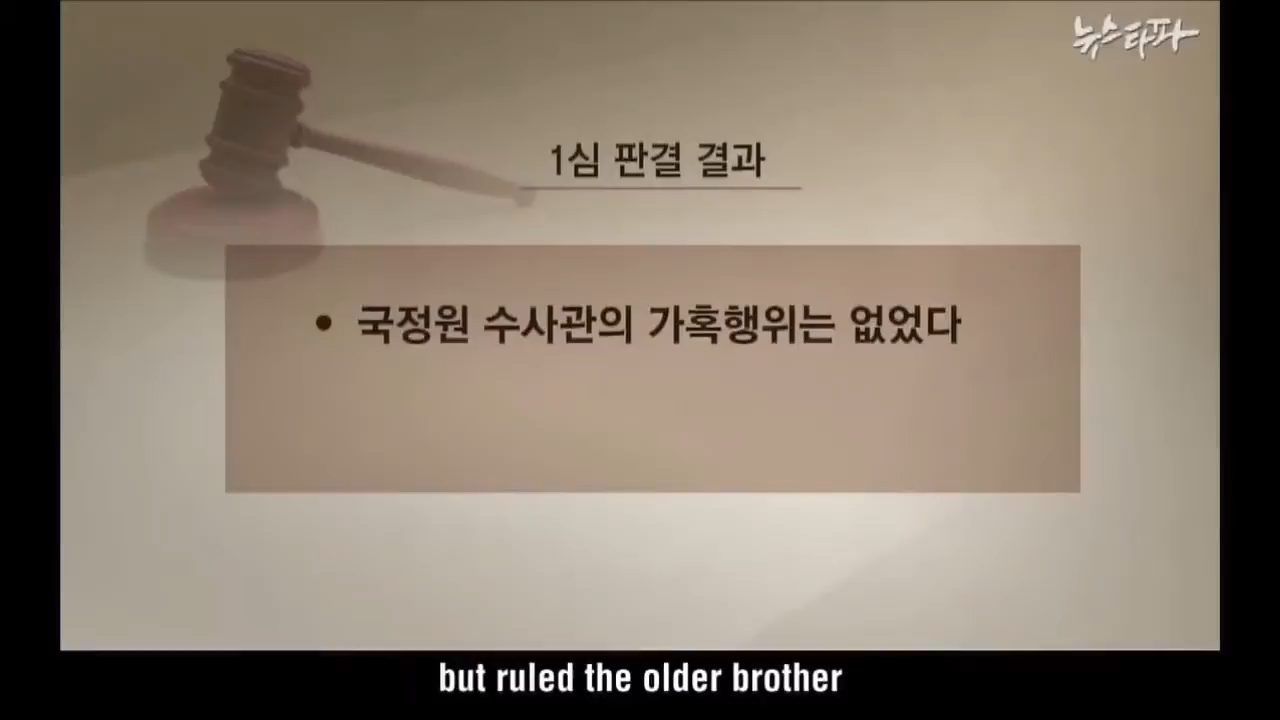 뉴스타파
1심 판결 결과
• 국정원 수사관의 가혹행위는 없었다
but ruled the older brother